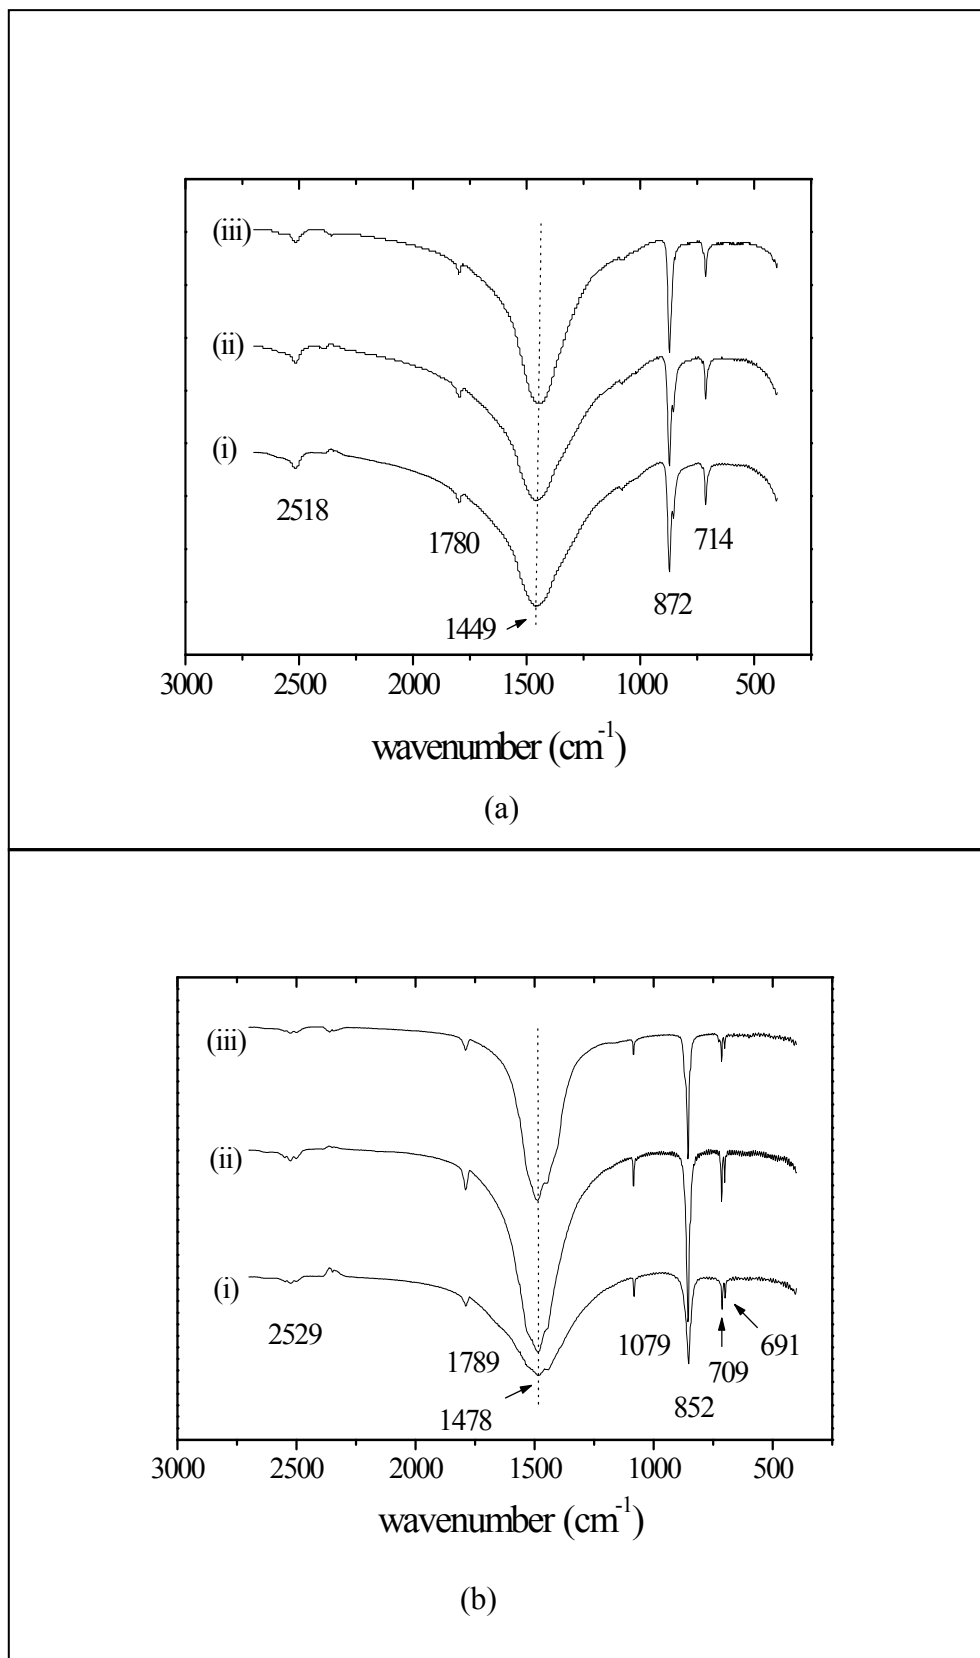 (iii)
(ii)
(i)
2518
1780
714
872
1449
3000 2500 2000 1500 1000 500
wavenumber (cm-1)
(a)
(iii)
(ii)
(i)
2529
1789
1079
691
709
1478
852
3000 2500 2000 1500 1000 500
wavenumber (cm-1)
(b)